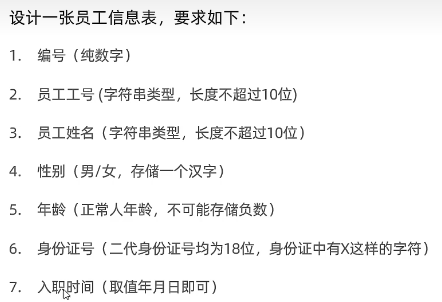 设计一张员工信息表，要求如下：
1. 编号（纯数字）
2. 员工工号 (字符串类型，长度不超过10位)
3. 员工姓名（字符串类型，长度不超过10位）
4. 性别（男/女，存储一个汉字）
5. 年龄（正常人年龄，不可能存储负数）
6. 身份证号（二代身份证号均为18位，身份证中有X这样的字符）
7. 入职时间（取值年月日即可）